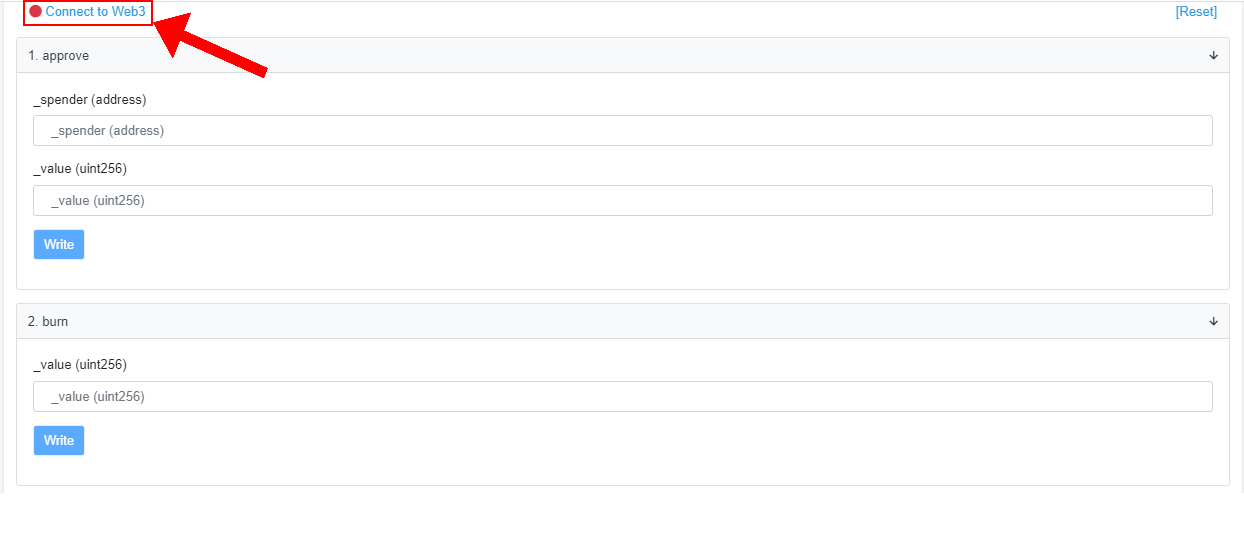 Connect to Web3
[Reset]
1. approve
_spender (address)
_spender (address)
_value (uint256)
_value (uint256)
Write
2. burn
_value (uint256)
_value (uint256)
Write